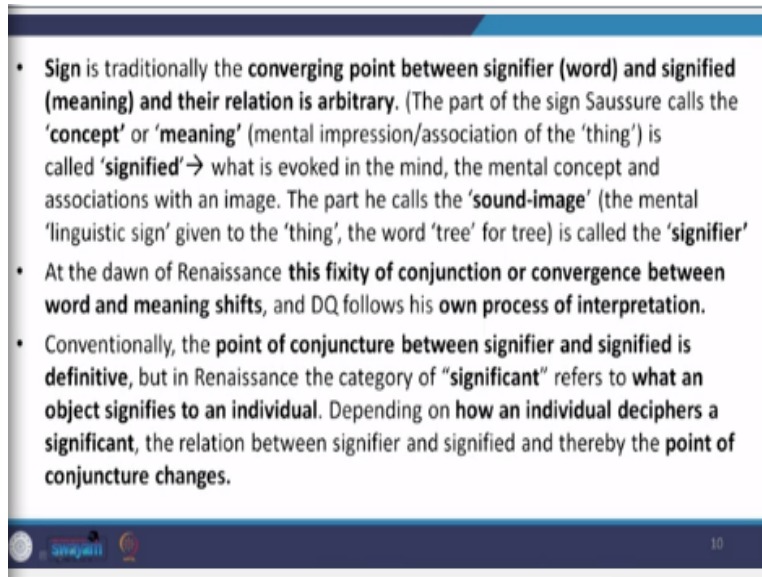 • Sign is traditionally the converging point between signifier (word) and signified
(meaning) and their relation is arbitrary. (The part of the sign Saussure calls the
‘concept’ or ‘meaning’ (mental impression/association of the ‘thing’) is
called ‘signified’→ what is evoked in the mind, the mental concept and
associations with an image. The part he calls the ‘sound-image’ (the mental
‘linguistic sign’ given to the ‘thing’, the word ‘tree’ for tree) is called the ‘signifier’
• At the dawn of Renaissance this fixity of conjunction or convergence between
word and meaning shifts, and DQ follows his own process of interpretation.
• Conventionally, the point of conjuncture between signifier and signified is
definitive, but in Renaissance the category of “significant” refers to what an
object signifies to an individual. Depending on how an individual deciphers a
significant, the relation between signifier and signified and thereby the point of
conjuncture changes.
swayam
10